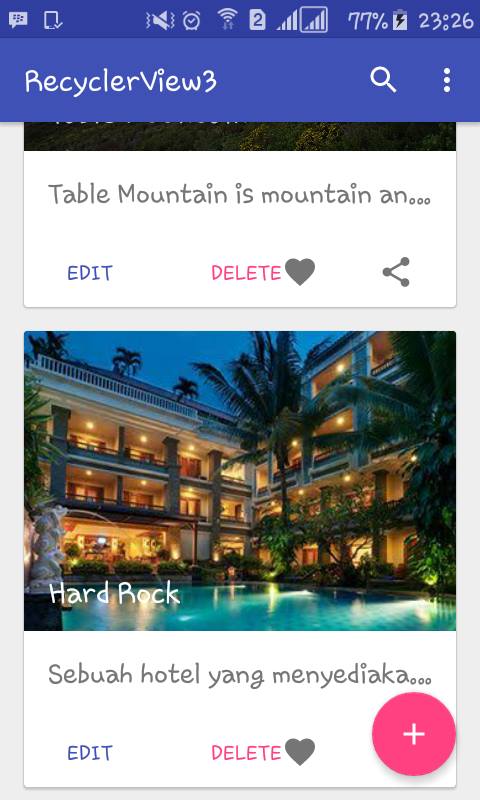 2 77% 23:26
RecyclerView3
Table Mountain is mountain an...
EDIT DELETE
Hard Rock
Sebuah hotel yang menyediaka...
EDIT DELETE